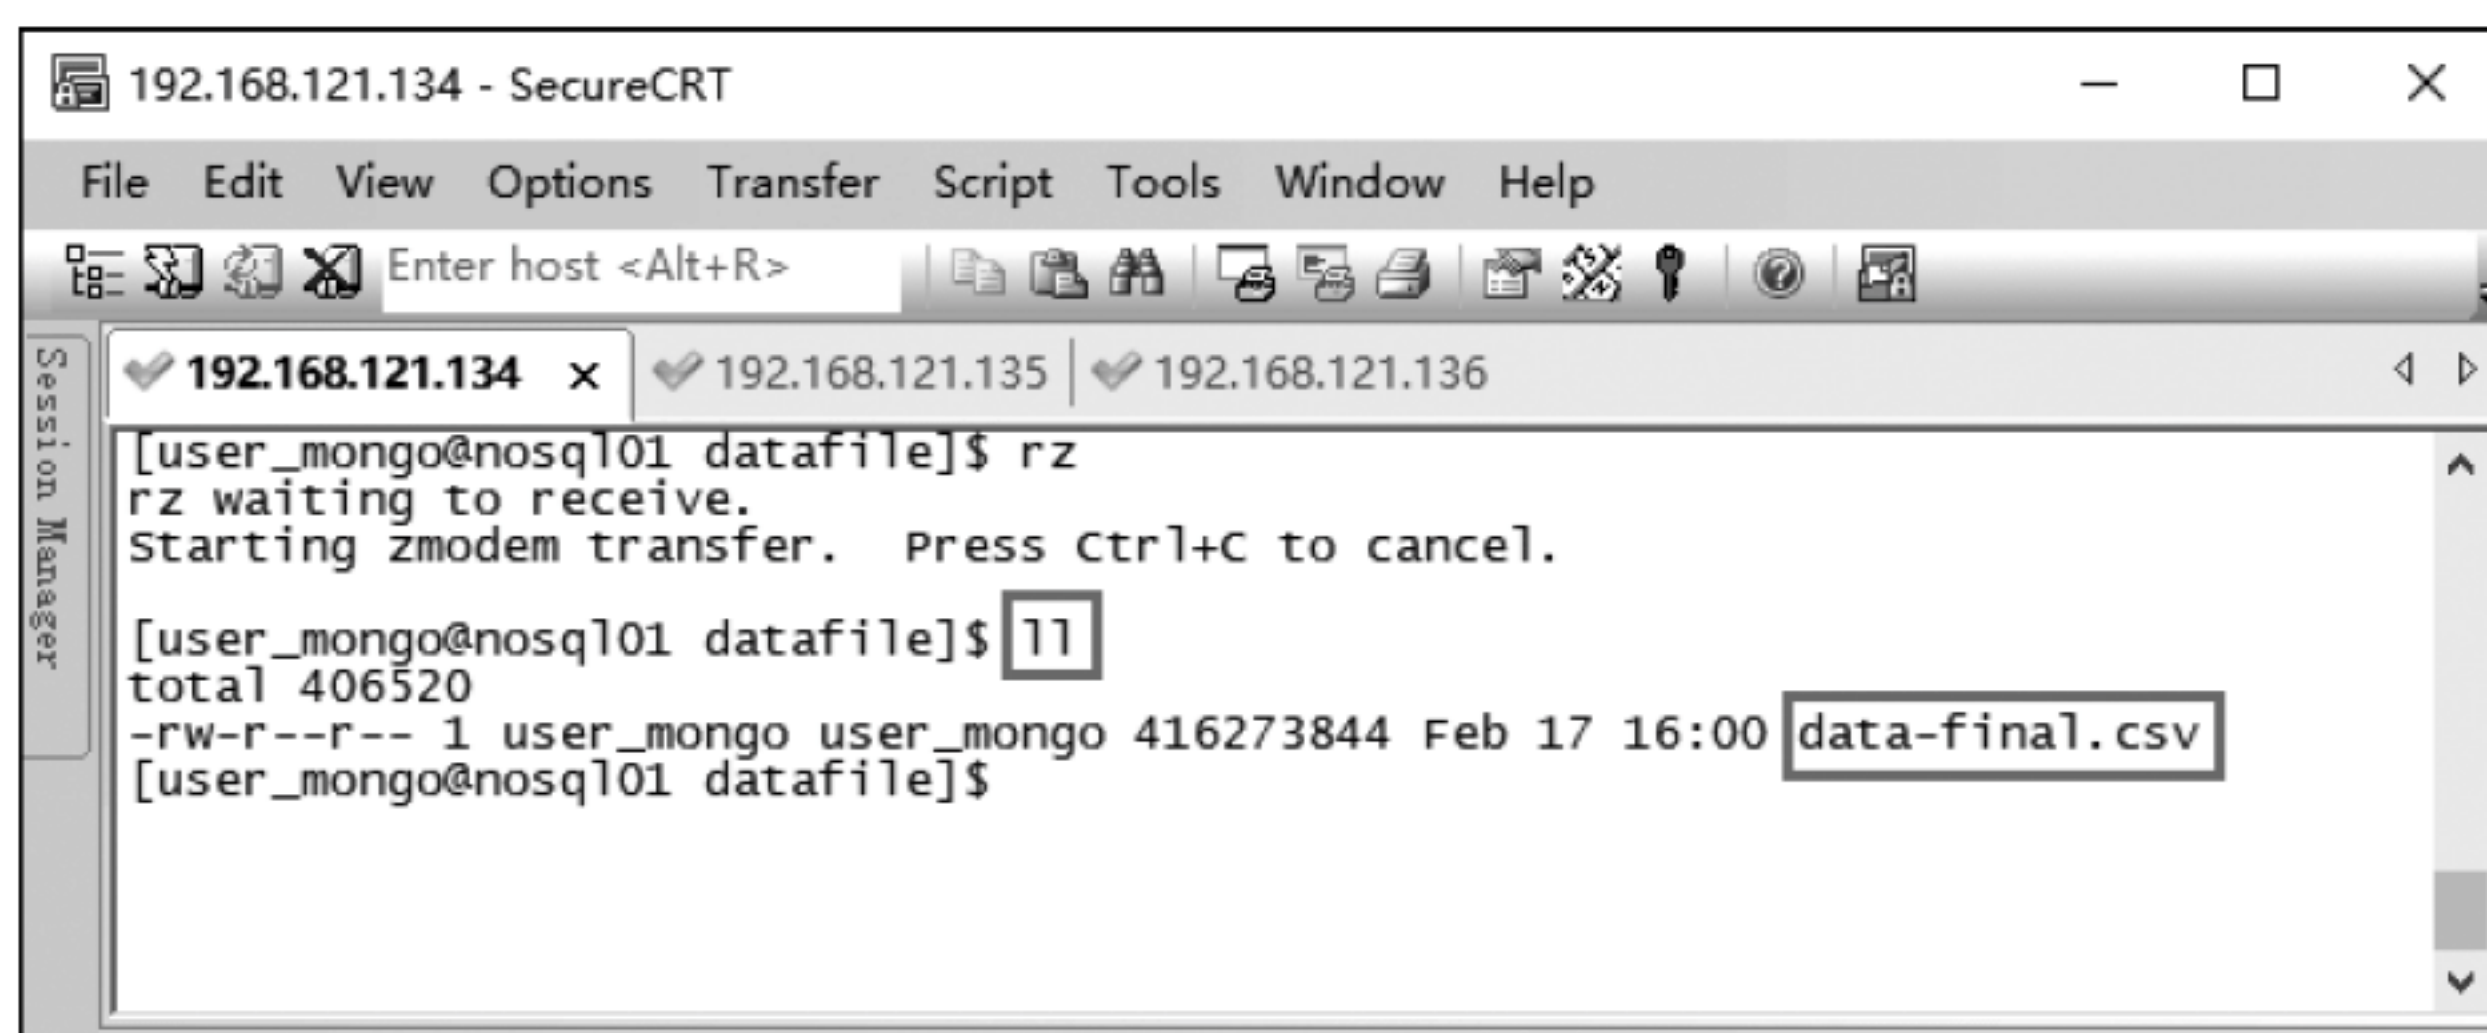 192.168.121.134 - SecureCRT
File Edit View Options Transfer Script Tools Window Help
Enter host <Alt+R>
Session Manager
192.168.121.134 x 192.168.121.135 192.168.121.136
[user_mongo@nosql01 datafile]$ rz
rz waiting to receive.
Starting zmodem transfer.  Press Ctrl+C to cancel.
[user_mongo@nosql01 datafile]$ ll
total 406520
-rw-r--r-- 1 user_mongo user_mongo 416273844 Feb 17 16:00 data-final.csv
[user_mongo@nosql01 datafile]$